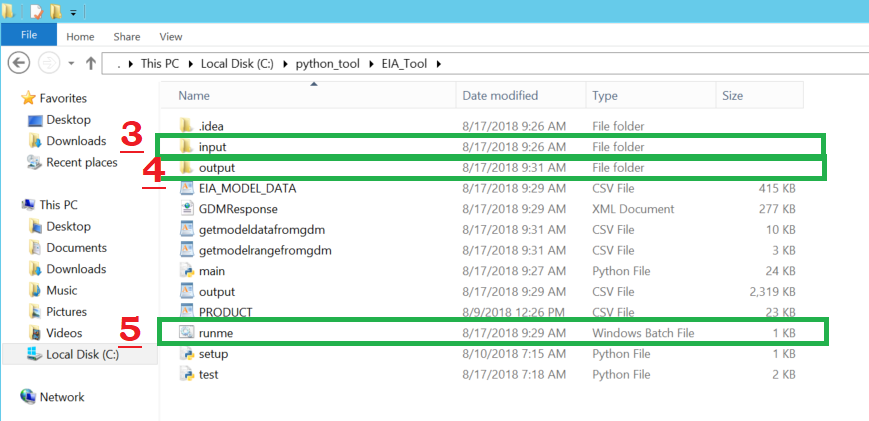 File Home Share View
. This PC Local Disk (C:) python_tool EIA_Tool
Favorites
Desktop
Downloads
Recent places
This PC
Desktop
Documents
Downloads
Music
Pictures
Videos
Local Disk (C:)
Network
3
4
5
Name Date modified Type Size
.idea 8/17/2018 9:26 AM File folder
input 8/17/2018 9:26 AM File folder
output 8/17/2018 9:31 AM File folder
EIA_MODEL_DATA 8/17/2018 9:29 AM CSV File 415 KB
GDMResponse 8/17/2018 9:29 AM XML Document 277 KB
getmodeldatafromgdm 8/17/2018 9:31 AM CSV File 10 KB
getmodelrangefromgdm 8/17/2018 9:31 AM CSV File 3 KB
main 8/17/2018 9:27 AM Python File 24 KB
output 8/17/2018 9:29 AM CSV File 2,319 KB
PRODUCT 8/9/2018 12:26 PM CSV File 23 KB
runme 8/17/2018 9:29 AM Windows Batch File 1 KB
setup 8/10/2018 7:15 AM Python File 1 KB
test 8/17/2018 7:18 AM Python File 2 KB